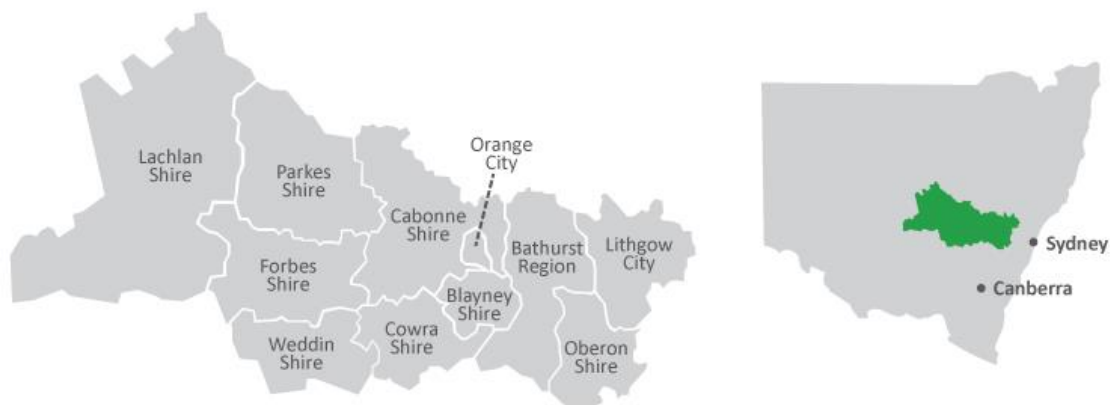 Lachlan
Shire
Parkes
Shire
Orange
City
Cabonne
Shire
Forbes
Shire
Bathurst
Region
Lithgow
City
Blayney
Shire
Weddin
Shire
Cowra
Shire
Oberon
Shire
Sydney
Canberra